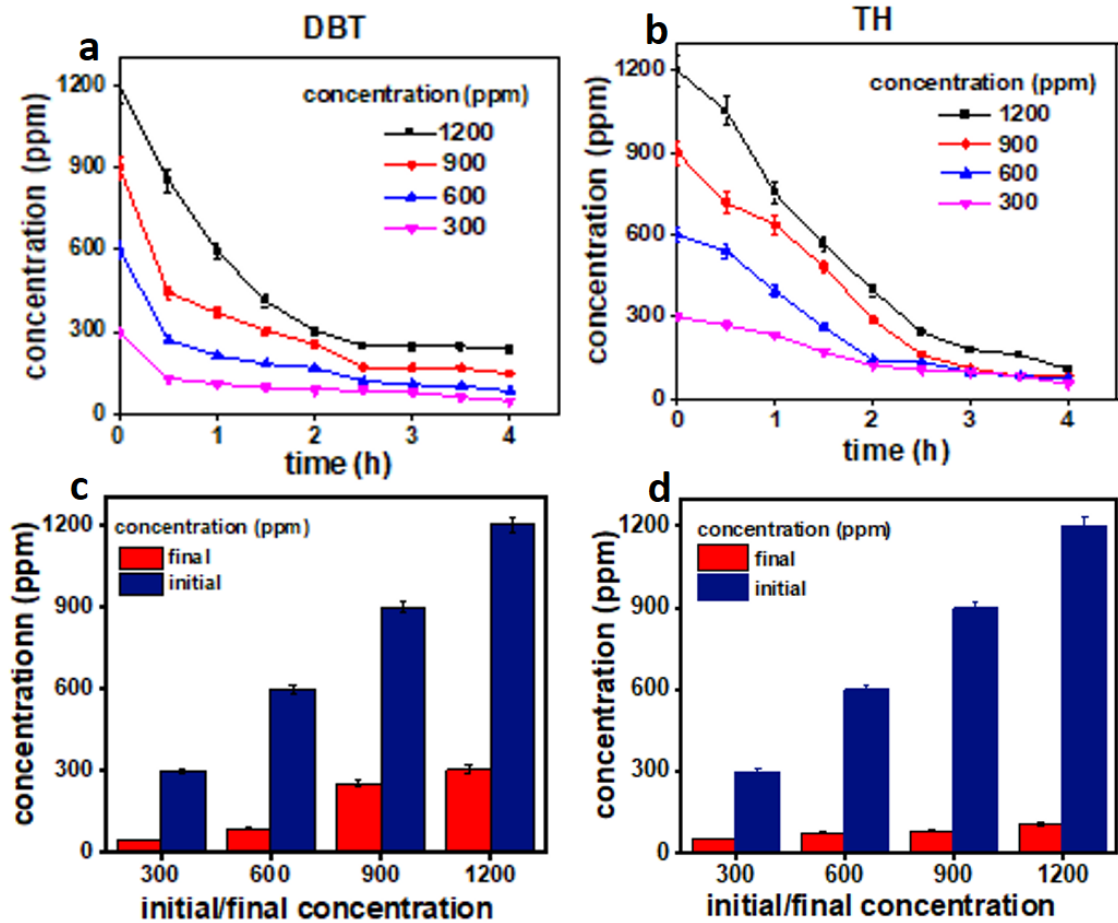 DBT
a
concentration (ppm)
1200
900
600
300
concentration (ppm)
1200
900
600
300
0
0
1
2
3
4
time (h)
TH
b
concentration (ppm)
1200
900
600
300
concentration (ppm)
1200
900
600
300
0
0
1
2
3
4
time (h)
c
concentration (ppm)
final
initial
concentrationn (ppm)
1200
900
600
300
0
300
600
900
1200
initial/final concentration
d
concentration (ppm)
final
initial
concentration (ppm)
1200
900
600
300
0
300
600
900
1200
initial/final concentration